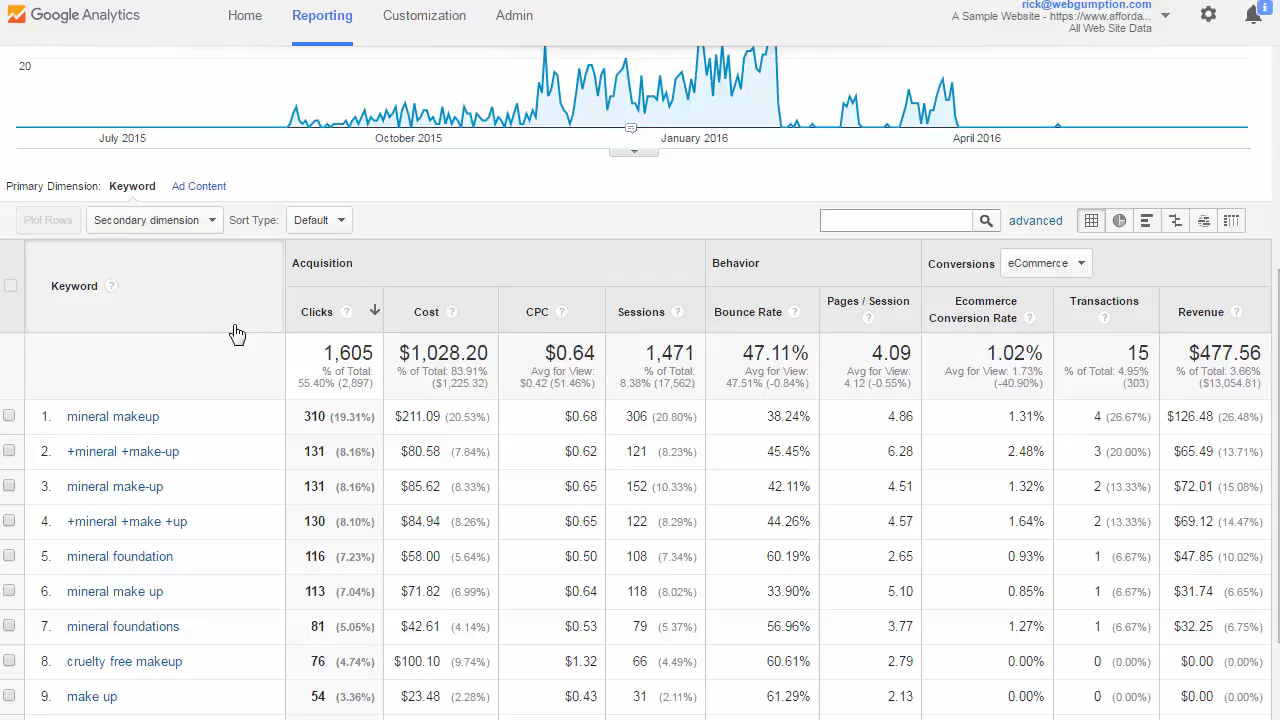 Google Analytics Home Reporting Customization Admin
rick@webgumption.com
A Sample Website - https://www.afforda...
All Web Site Data
i
20
July 2015 October 2015 January 2016 April 2016
Primary Dimension: Keyword Ad Content
Plot Rows Secondary dimension Sort Type: Default advanced
Keyword ? Acquisition Behavior Conversions eCommerce
Clicks ? Cost ? CPC ? Sessions ? Bounce Rate ? Pages / Session ? Ecommerce Conversion Rate ? Transactions ? Revenue ?
1,605 $1,028.20 $0.64 1,471 47.11% 4.09 1.02% 15 $477.56
% of Total: % of Total: 83.91% Avg for View: % of Total: Avg for View: Avg for View: Avg for View: 1.73% % of Total: 4.95% % of Total: 3.66%
55.40% (2,897) ($1,225.32) $0.42 (51.46%) 8.38% (17,562) 47.51% (-0.84%) 4.12 (-0.55%) (-40.90%) (303) ($13,054.81)
1. mineral makeup 310 (19.31%) $211.09 (20.53%) $0.68 306 (20.80%) 38.24% 4.86 1.31% 4 (26.67%) $126.48 (26.48%)
2. +mineral +make-up 131 (8.16%) $80.58 (7.84%) $0.62 121 (8.23%) 45.45% 6.28 2.48% 3 (20.00%) $65.49 (13.71%)
3. mineral make-up 131 (8.16%) $85.62 (8.33%) $0.65 152 (10.33%) 42.11% 4.51 1.32% 2 (13.33%) $72.01 (15.08%)
4. +mineral +make +up 130 (8.10%) $84.94 (8.26%) $0.65 122 (8.29%) 44.26% 4.57 1.64% 2 (13.33%) $69.12 (14.47%)
5. mineral foundation 116 (7.23%) $58.00 (5.64%) $0.50 108 (7.34%) 60.19% 2.65 0.93% 1 (6.67%) $47.85 (10.02%)
6. mineral make up 113 (7.04%) $71.82 (6.99%) $0.64 118 (8.02%) 33.90% 5.10 0.85% 1 (6.67%) $31.74 (6.65%)
7. mineral foundations 81 (5.05%) $42.61 (4.14%) $0.53 79 (5.37%) 56.96% 3.77 1.27% 1 (6.67%) $32.25 (6.75%)
8. cruelty free makeup 76 (4.74%) $100.10 (9.74%) $1.32 66 (4.49%) 60.61% 2.79 0.00% 0 (0.00%) $0.00 (0.00%)
9. make up 54 (3.36%) $23.48 (2.28%) $0.43 31 (2.11%) 61.29% 2.13 0.00% 0 (0.00%) $0.00 (0.00%)